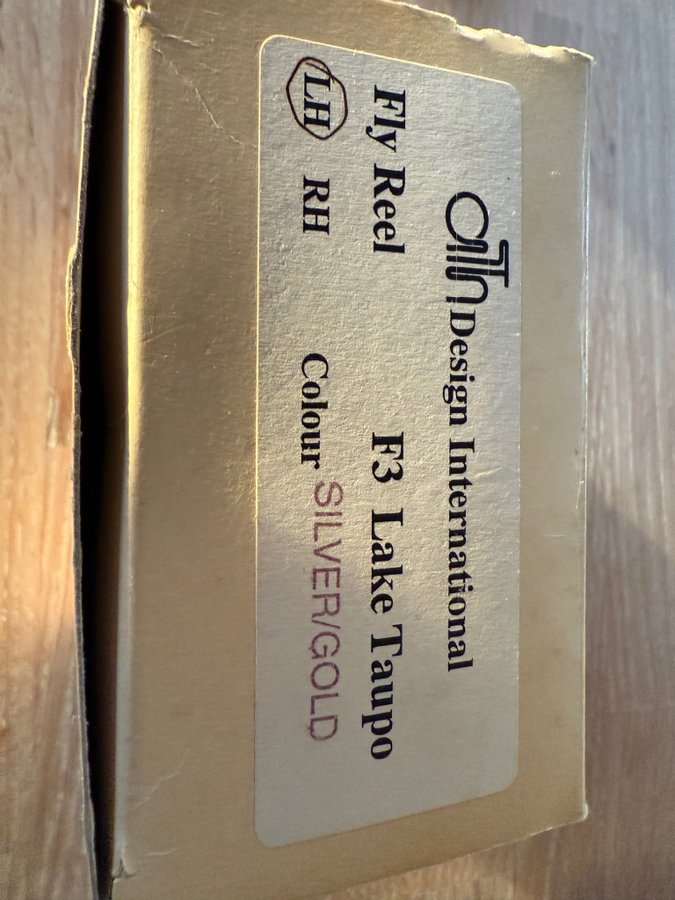 ATH Design International
Fly Reel F3 Lake Taupo
LH RH Colour SILVER/GOLD